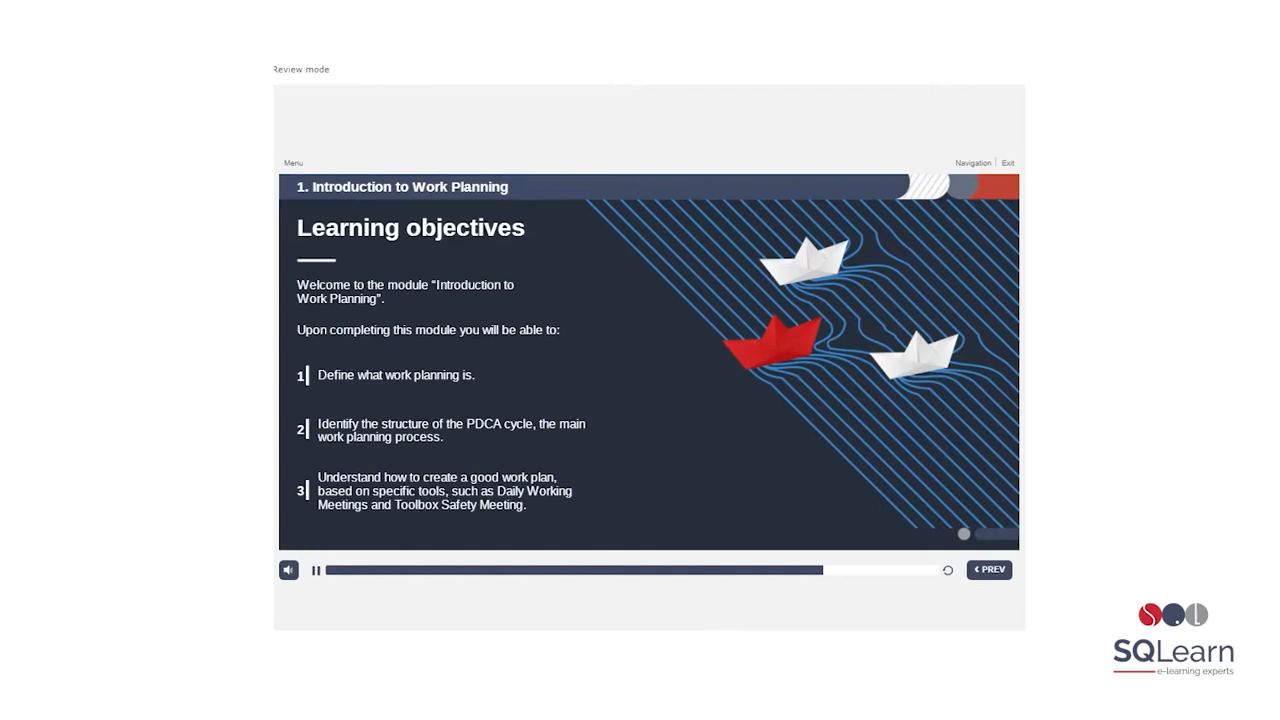 Review mode
Menu
Navigation
Exit
1. Introduction to Work Planning
Learning objectives
Welcome to the module "Introduction to
Work Planning".
Upon completing this module you will be able to:
1 Define what work planning is.
2 Identify the structure of the PDCA cycle, the main
work planning process.
3 Understand how to create a good work plan,
based on specific tools, such as Daily Working
Meetings and Toolbox Safety Meeting.
PREV
SQL
SQLearn
e-learning experts